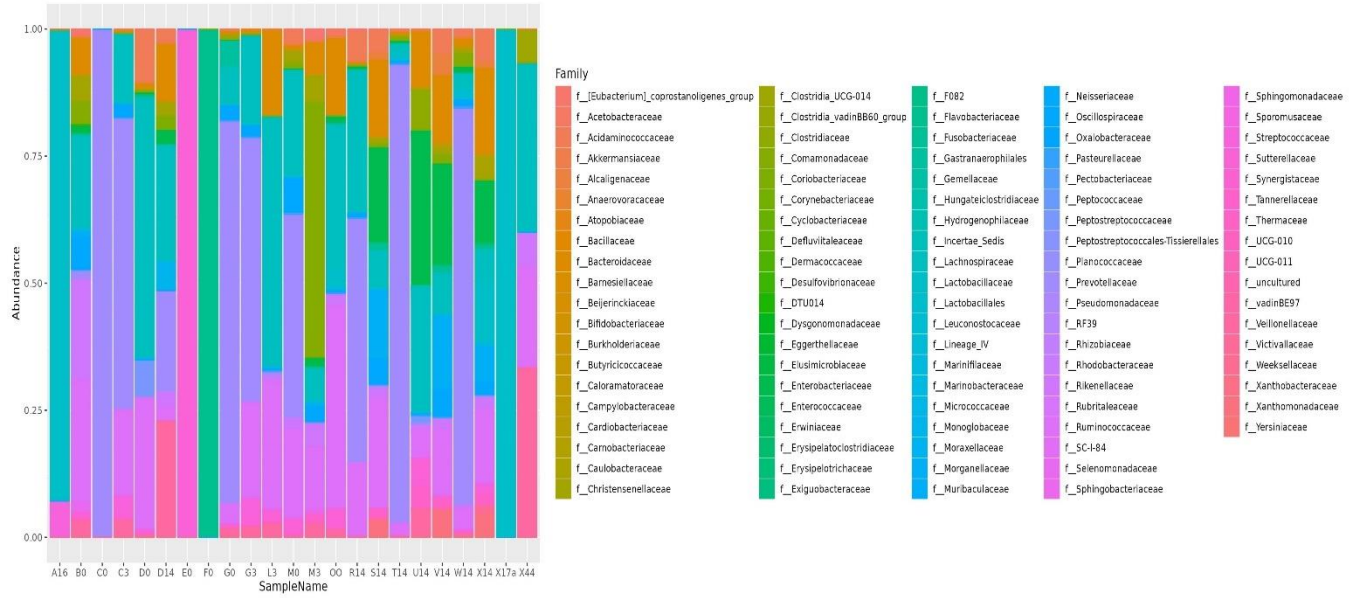 1.00
0.75
0.50
0.25
0.00
Abundance
A16 B0 C0 C3 D0 D14 E0 F0 G0 G3 L3 M0 M3 OO R14 S14 T14 U14 V14 W14 X14 X17a X44
SampleName
Family
f__[Eubacterium]_coprostanoligenes_group
f__Acetobacteraceae
f__Acidaminococcaceae
f__Akkermansiaceae
f__Alcaligenaceae
f__Anaerovoracaceae
f__Atopobiaceae
f__Bacillaceae
f__Bacteroidaceae
f__Barnesiellaceae
f__Beijerinckiaceae
f__Bifidobacteriaceae
f__Burkholderiaceae
f__Butyricicoccaceae
f__Caloramatoraceae
f__Campylobacteraceae
f__Cardiobacteriaceae
f__Carnobacteriaceae
f__Caulobacteraceae
f__Christensenellaceae
f__Clostridia_UCG-014
f__Clostridia_vadinBB60_group
f__Clostridiaceae
f__Comamonadaceae
f__Coriobacteriaceae
f__Corynebacteriaceae
f__Cyclobacteriaceae
f__Defluviitaleaceae
f__Dermacoccaceae
f__Desulfovibrionaceae
f__DTU014
f__Dysgonomonadaceae
f__Eggerthellaceae
f__Elusimicrobiaceae
f__Enterobacteriaceae
f__Enterococcaceae
f__Erwiniaceae
f__Erysipelatoclostridiaceae
f__Erysipelotrichaceae
f__Exiguobacteraceae
f__F082
f__Flavobacteriaceae
f__Fusobacteriaceae
f__Gastranaerophilales
f__Gemellaceae
f__Hungateiclostridiaceae
f__Hydrogenophilaceae
f__Incertae_Sedis
f__Lachnospiraceae
f__Lactobacillaceae
f__Lactobacillales
f__Leuconostocaceae
f__Lineage_IV
f__Marinifilaceae
f__Marinobacteraceae
f__Micrococcaceae
f__Monoglobaceae
f__Moraxellaceae
f__Morganellaceae
f__Muribaculaceae
f__Neisseriaceae
f__Oscillospiraceae
f__Oxalobacteraceae
f__Pasteurellaceae
f__Pectobacteriaceae
f__Peptococcaceae
f__Peptostreptococcaceae
f__Peptostreptococcales-Tissierellales
f__Planococcaceae
f__Prevotellaceae
f__Pseudomonadaceae
f__RF39
f__Rhizobiaceae
f__Rhodobacteraceae
f__Rikenellaceae
f__Rubritaleaceae
f__Ruminococcaceae
f__SC-I-84
f__Selenomonadaceae
f__Sphingobacteriaceae
f__Sphingomonadaceae
f__Sporomusaceae
f__Streptococcaceae
f__Sutterellaceae
f__Synergistaceae
f__Tannerellaceae
f__Thermaceae
f__UCG-010
f__UCG-011
f__uncultured
f__vadinBE97
f__Veillonellaceae
f__Victivallaceae
f__Weeksellaceae
f__Xanthobacteraceae
f__Xanthomonadaceae
f__Yersiniaceae